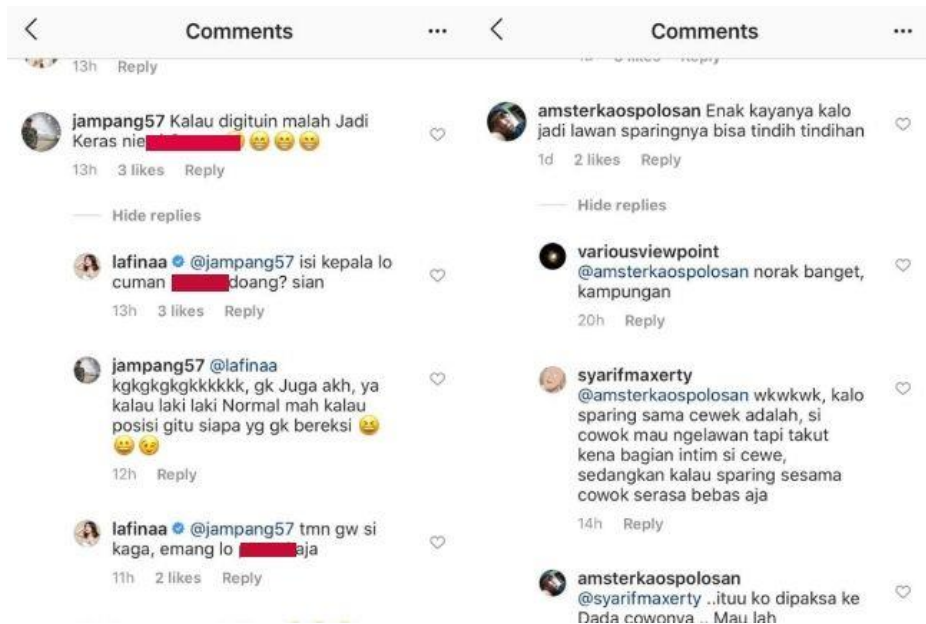 Comments
13h Reply
jampang57 Kalau digituin malah Jadi
Keras nie
13h 3 likes Reply
Hide replies
lafinaa @jampang57 isi kepala lo
cuman doang? sian
13h 3 likes Reply
jampang57 @lafinaa
kgkgkgkgkkkkkk, gk Juga akh, ya
kalau laki laki Normal mah kalau
posisi gitu siapa yg gk bereksi 😆
😀 😉
12h Reply
lafinaa @jampang57 tmn gw si
kaga, emang lo aja
11h 2 likes Reply
Comments
amsterkaospolosan Enak kayanya kalo
jadi lawan sparingnya bisa tindih tindihan
1d 2 likes Reply
Hide replies
variousviewpoint
@amsterkaospolosan norak banget,
kampungan
20h Reply
syarifmaxerty
@amsterkaospolosan wkwkwk, kalo
sparing sama cewek adalah, si
cowok mau ngelawan tapi takut
kena bagian intim si cewe,
sedangkan kalau sparing sesama
cowok serasa bebas aja
14h Reply
amsterkaospolosan
@syarifmaxerty ..ituu ko dipaksa ke
Dada cowonya .. Mau lah